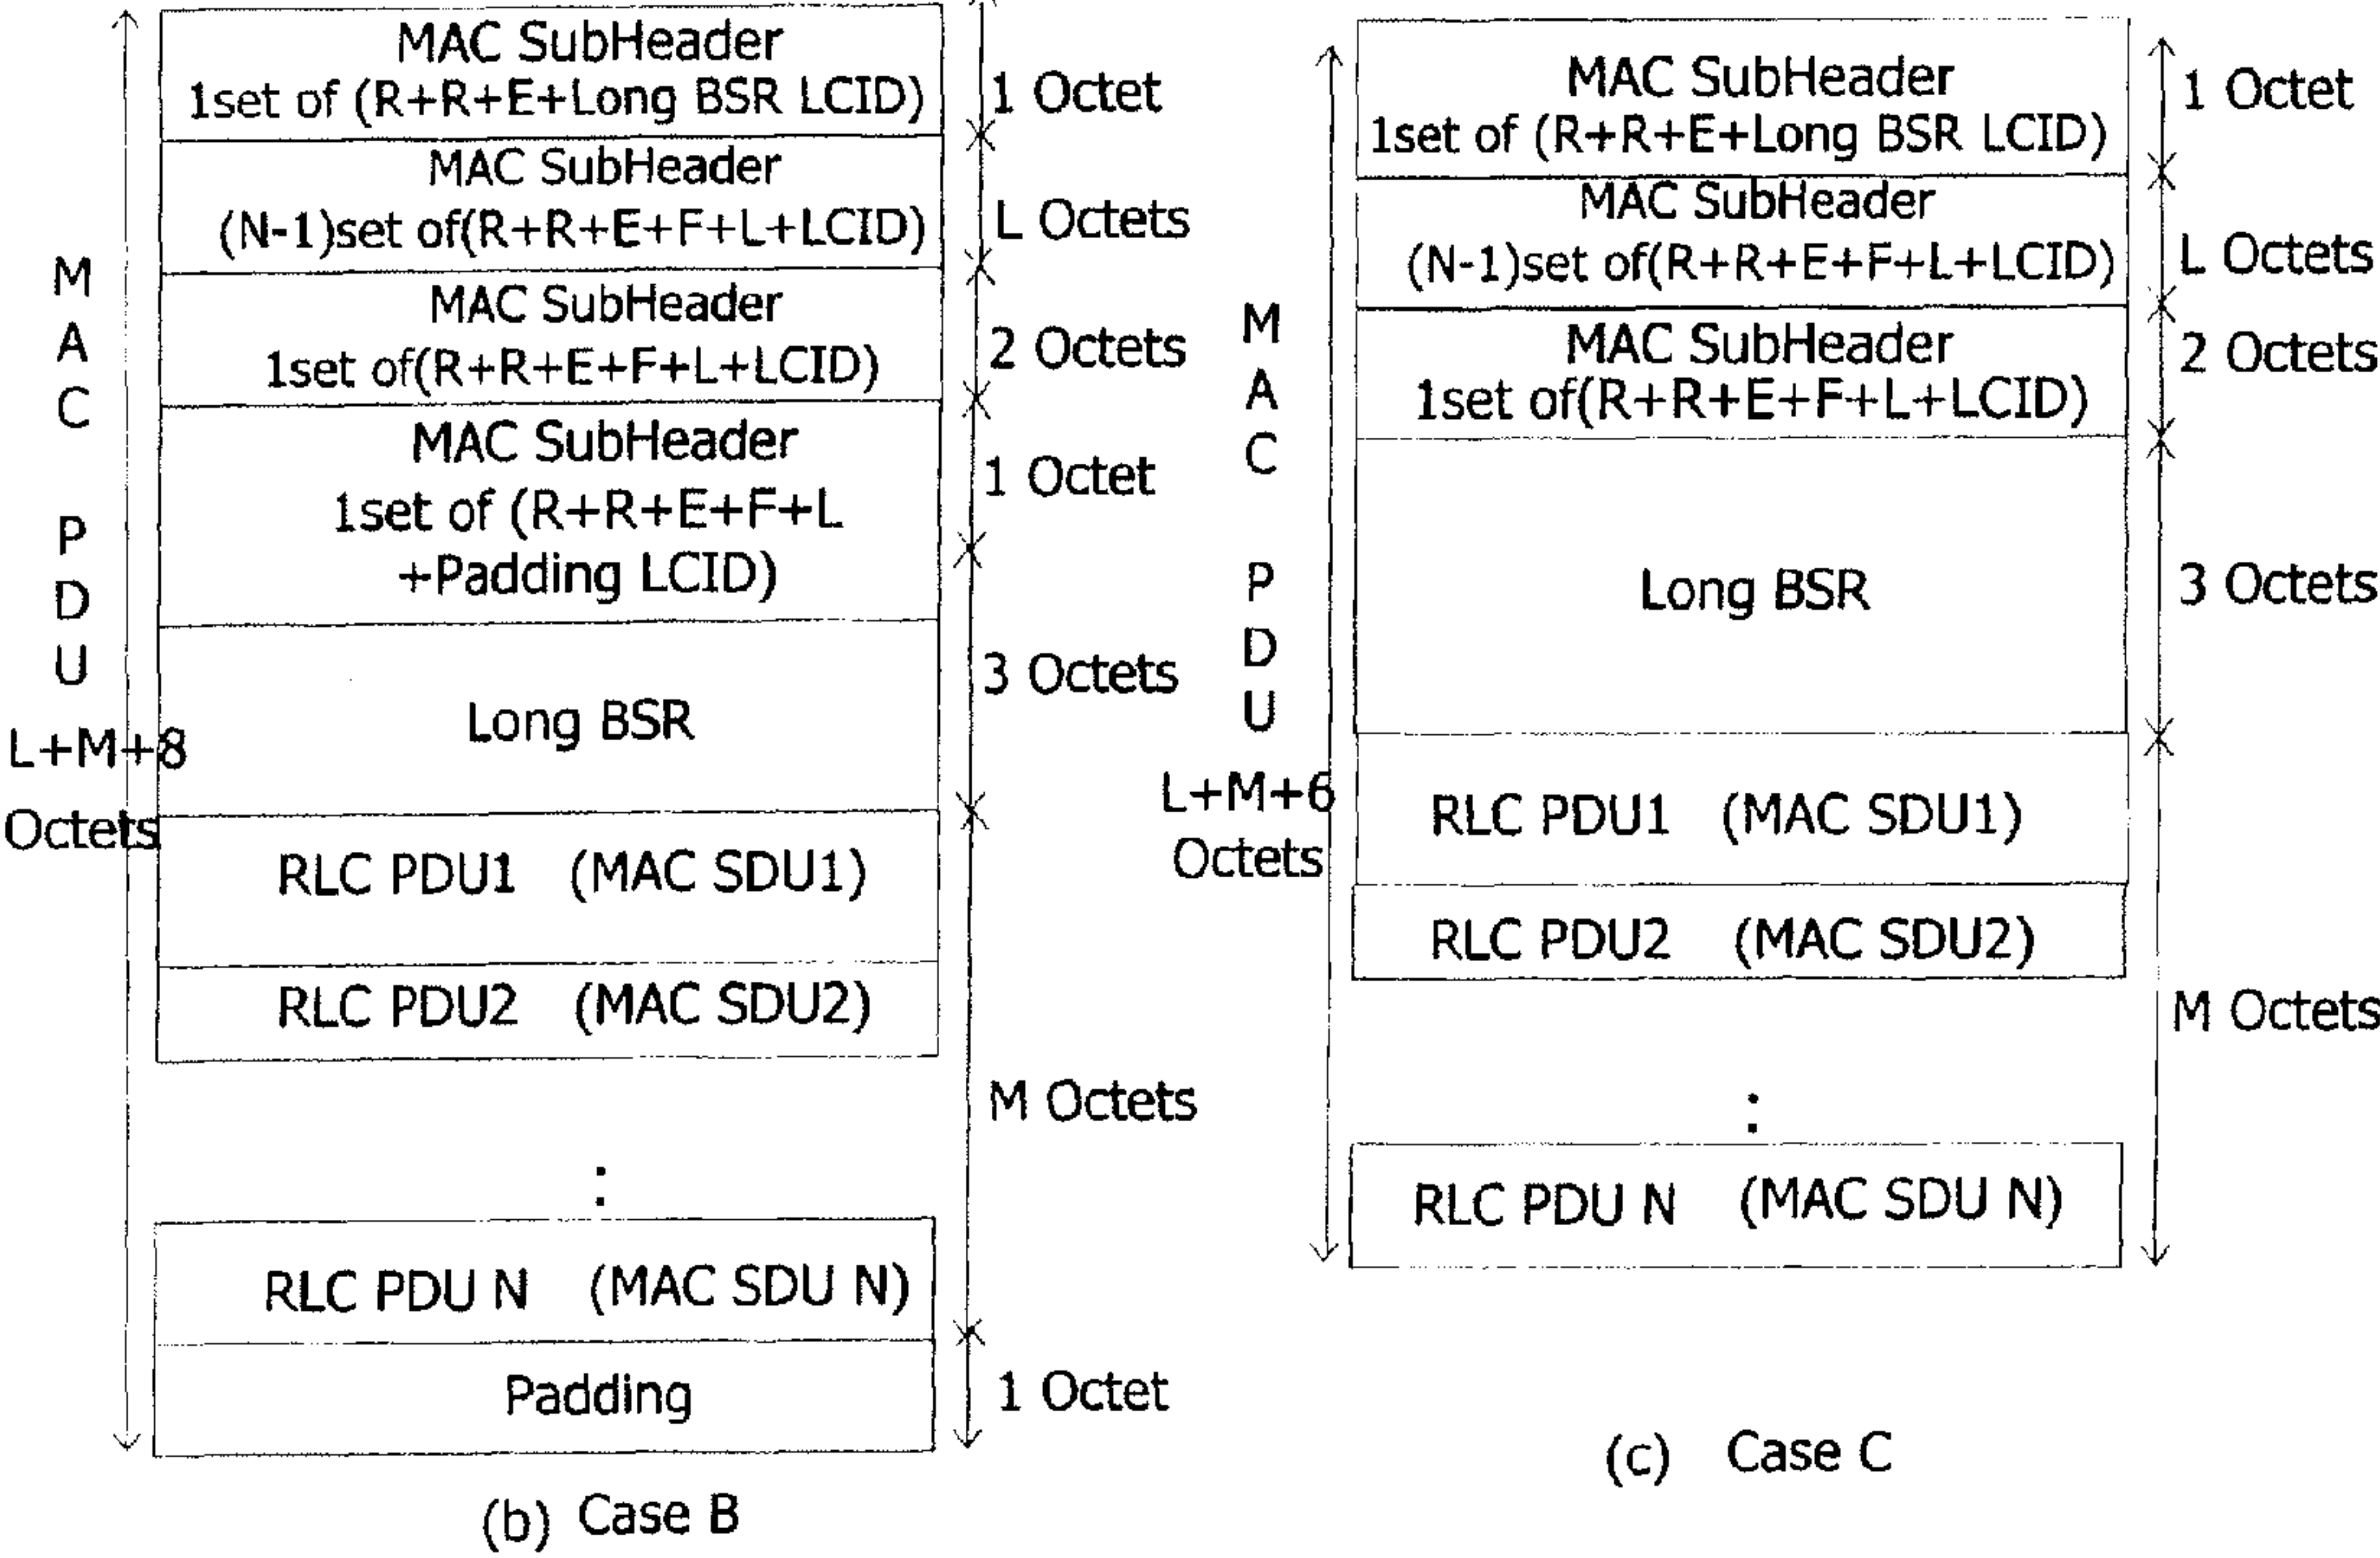 MAC SubHeader
1set of (R+R+E+Long BSR LCID)
1 Octet
MAC SubHeader
(N-1)set of(R+R+E+F+L+LCID)
L Octets
MAC SubHeader
1set of(R+R+E+F+L+LCID)
2 Octets
MAC SubHeader
1set of (R+R+E+F+L
+Padding LCID)
1 Octet
MAC PDU
L+M+8
Octets
Long BSR
3 Octets
RLC PDU1 (MAC SDU1)
RLC PDU2 (MAC SDU2)
:
M Octets
RLC PDU N (MAC SDU N)
Padding
1 Octet
(b) Case B
MAC SubHeader
1set of (R+R+E+Long BSR LCID)
1 Octet
MAC SubHeader
(N-1)set of(R+R+E+F+L+LCID)
L Octets
MAC SubHeader
1set of(R+R+E+F+L+LCID)
2 Octets
MAC PDU
L+M+6
Octets
Long BSR
3 Octets
RLC PDU1 (MAC SDU1)
RLC PDU2 (MAC SDU2)
:
M Octets
RLC PDU N (MAC SDU N)
(c) Case C